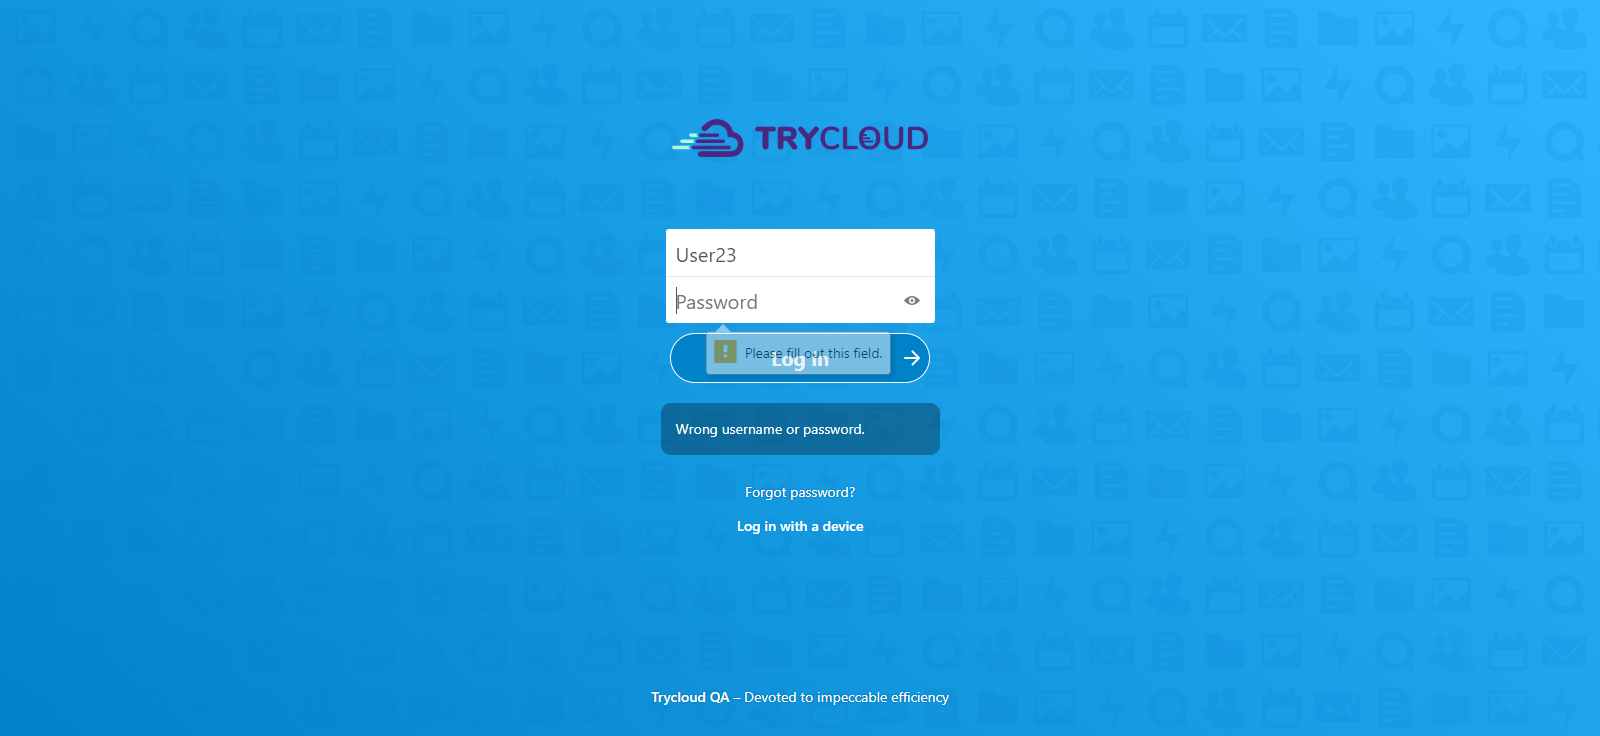 TRYCLOUD
User23
Password
Please fill out this field.
Log in
Wrong username or password.
Forgot password?
Log in with a device
Trycloud QA – Devoted to impeccable efficiency